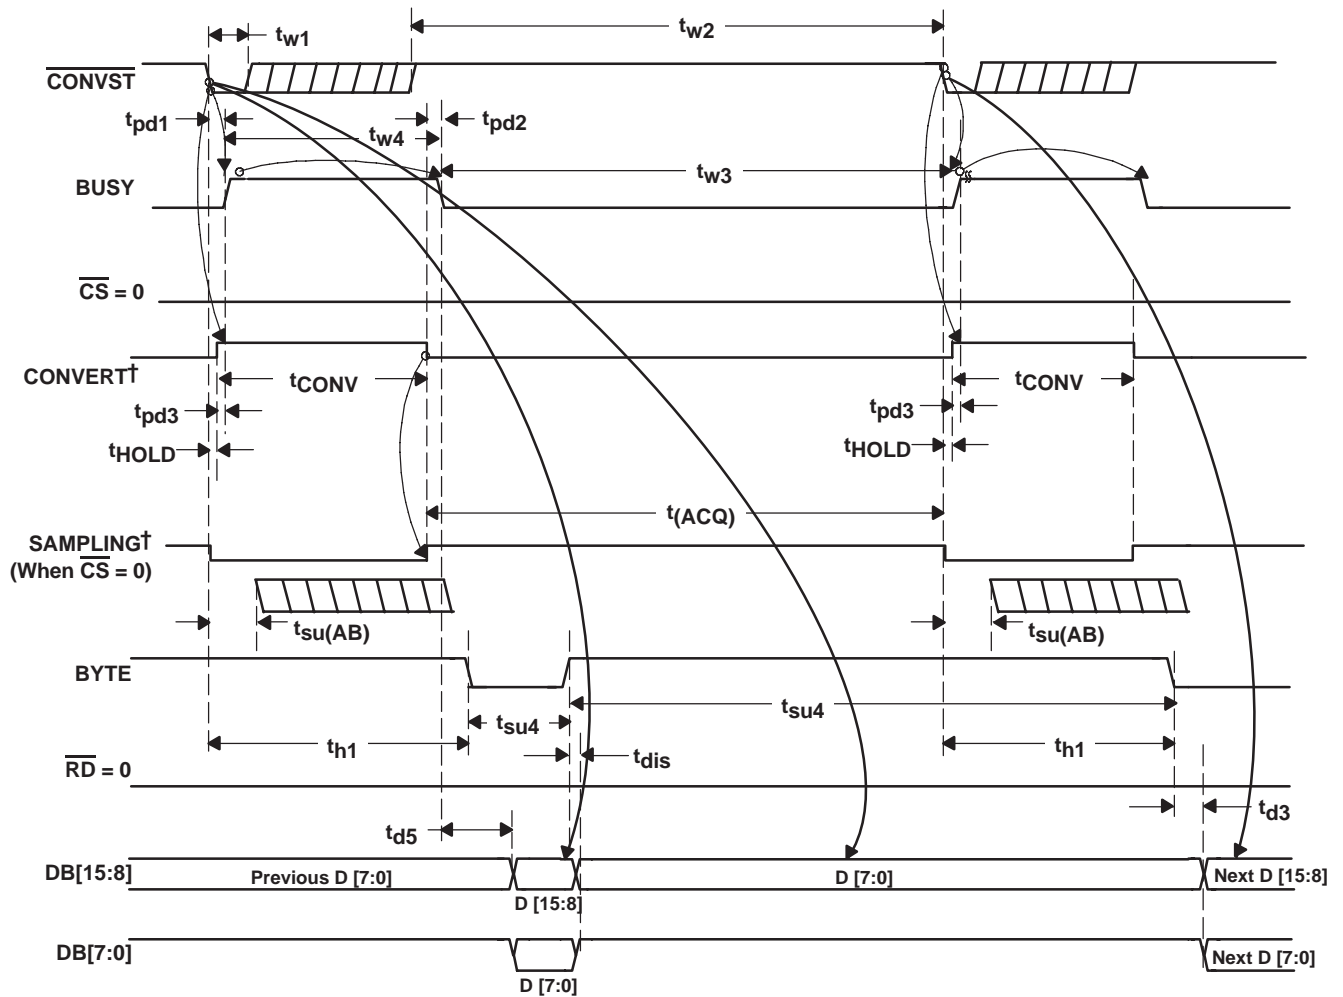 tw1
tw2
CONVST
tpd1
tw4
tpd2
BUSY
tw3
CS = 0
CONVERT†
tCONV
tCONV
tpd3
tpd3
tHOLD
tHOLD
t(ACQ)
SAMPLING†
(When CS = 0)
tsu(AB)
tsu(AB)
BYTE
tsu4
tsu4
th1
tdis
th1
RD = 0
td5
td3
DB[15:8]
Previous D [7:0]
D [15:8]
D [7:0]
Next D [15:8]
DB[7:0]
D [7:0]
Next D [7:0]